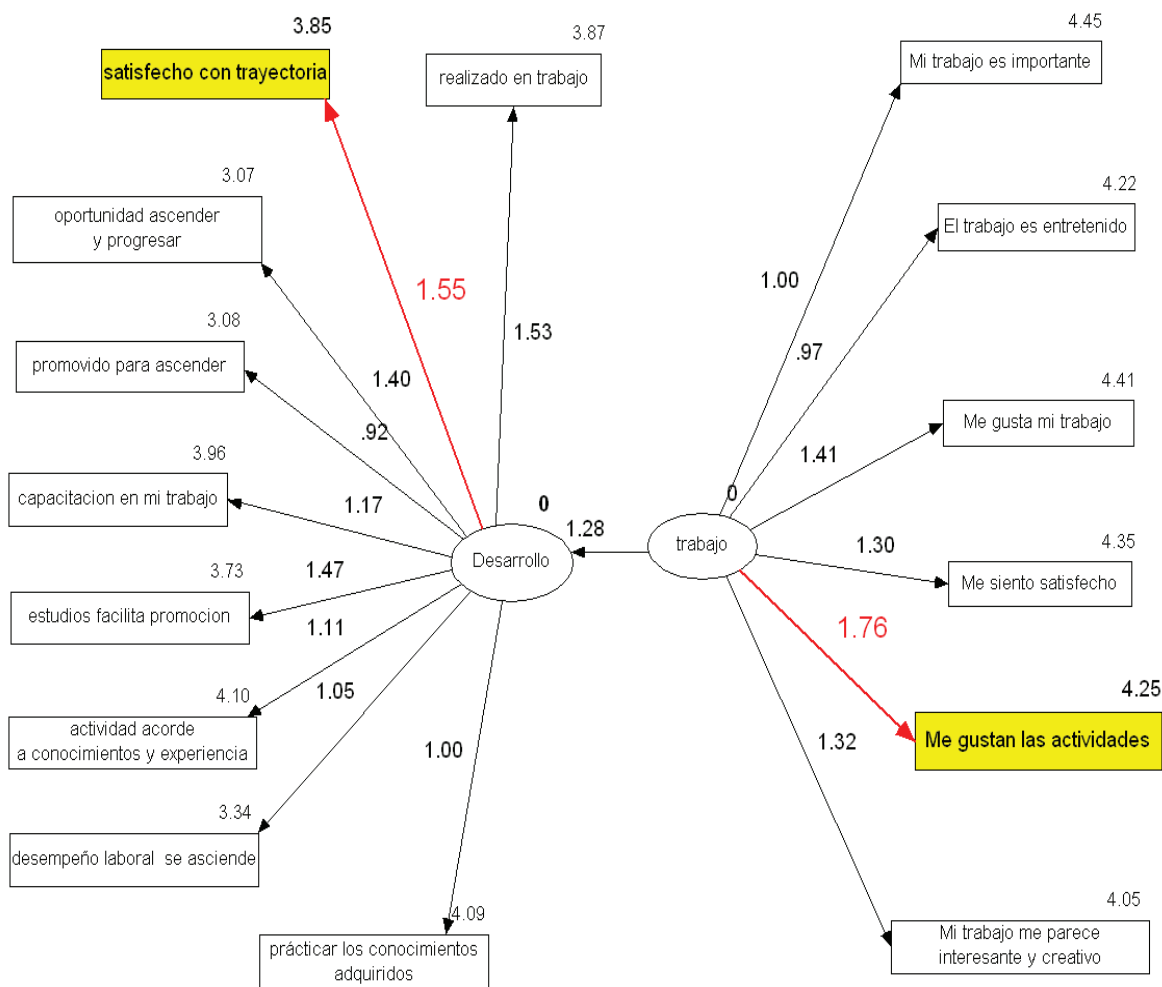 3.85
satisfecho con trayectoria
3.87
realizado en trabajo
4.45
Mi trabajo es importante
3.07
oportunidad ascender
y progresar
4.22
El trabajo es entretenido
1.55
1.00
3.08
promovido para ascender
1.53
.97
1.40
4.41
Me gusta mi trabajo
.92
3.96
capacitacion en mi trabajo
1.41
1.17
0
1.28
Desarrollo
0
trabajo
1.30
4.35
Me siento satisfecho
3.73
estudios facilita promocion
1.47
1.11
1.76
4.10
actividad acorde
a conocimientos y experiencia
1.05
4.25
Me gustan las actividades
1.00
1.32
3.34
desempeño laboral se asciende
4.09
prácticar los conocimientos
adquiridos
4.05
Mi trabajo me parece
interesante y creativo